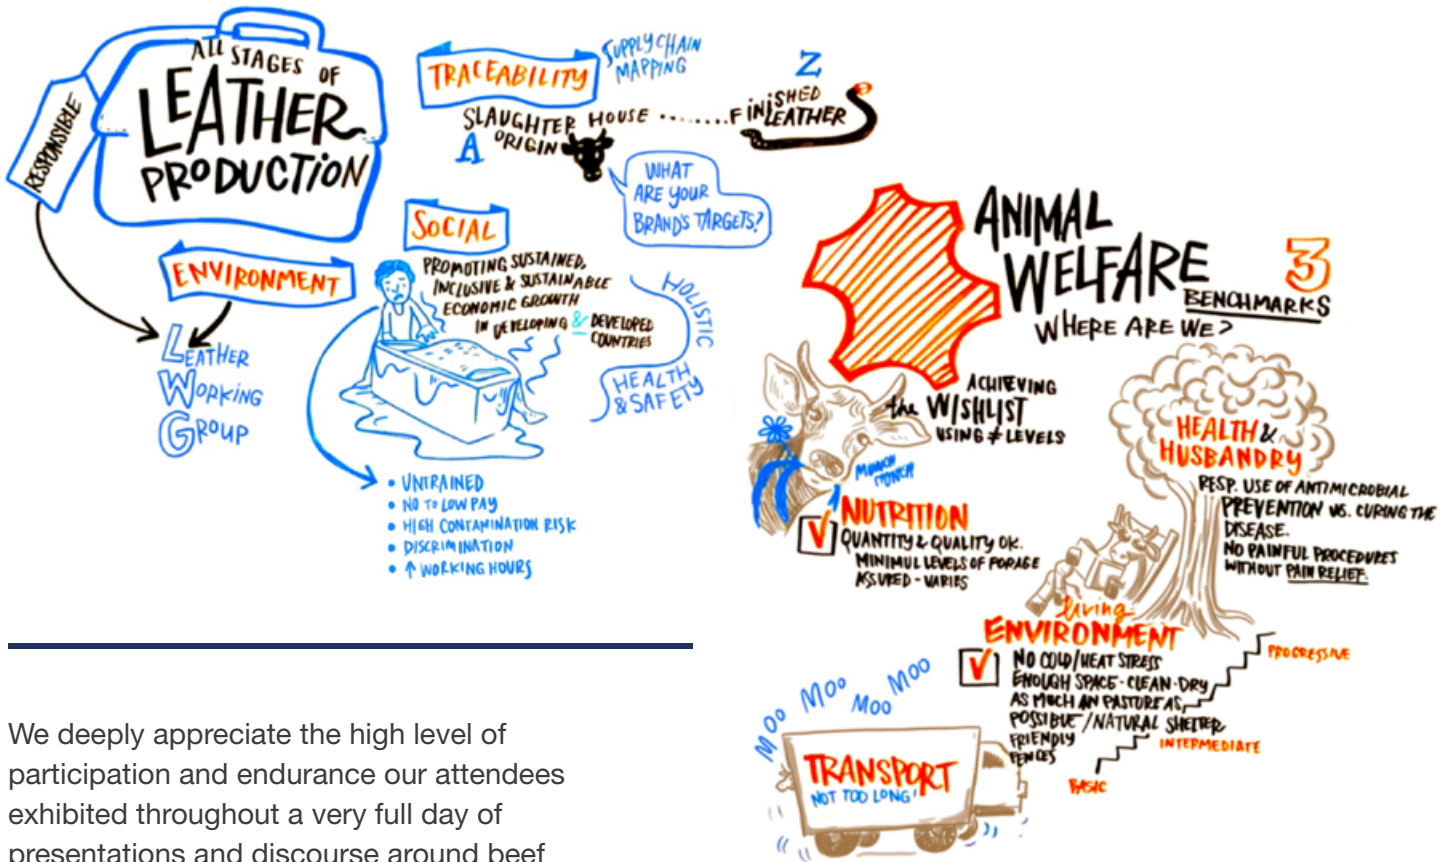 RESPONSIBLE
ALL STAGES OF
LEATHER
PRODUCTION
TRACEABILITY
SUPPLY CHAIN
MAPPING
A
SLAUGHTER HOUSE ........
ORIGIN
Z
FINISHED
LEATHER
WHAT
ARE YOUR
BRAND'S TARGETS?
ENVIRONMENT
LEATHER
WORKING
GROUP
SOCIAL
PROMOTING SUSTAINED,
INCLUSIVE & SUSTAINABLE
ECONOMIC GROWTH
IN DEVELOPING & DEVELOPED
COUNTRIES
HOLISTIC
HEALTH
& SAFETY
• UNTRAINED
• NO TO LOW PAY
• HIGH CONTAMINATION RISK
• DISCRIMINATION
• ↑ WORKING HOURS
We deeply appreciate the high level of
participation and endurance our attendees
exhibited throughout a very full day of
presentations and discourse around beef
ANIMAL
WELFARE
3
BENCHMARKS
WHERE ARE WE?
ACHIEVING
the WISHLIST
USING ≠ LEVELS
MUNCH
MUNCH
NUTRITION
QUANTITY & QUALITY OK.
MINIMUL LEVELS OF FORAGE
ASSURED - VARIES
HEALTH &
HUSBANDRY
RESP. USE OF ANTIMICROBIAL
PREVENTION VS. CURING THE
DISEASE.
NO PAINFUL PROCEDURES
WITHOUT PAIN RELIEF.
living
ENVIRONMENT
NO COLD/HEAT STRESS
ENOUGH SPACE - CLEAN - DRY
AS MUCH AN PASTURE AS
POSSIBLE / NATURAL SHELTER
FRIENDLY
FENCES
PROGRESSIVE
INTERMEDIATE
BASIC
MOO MOO MOO MOO
TRANSPORT
NOT TOO LONG!